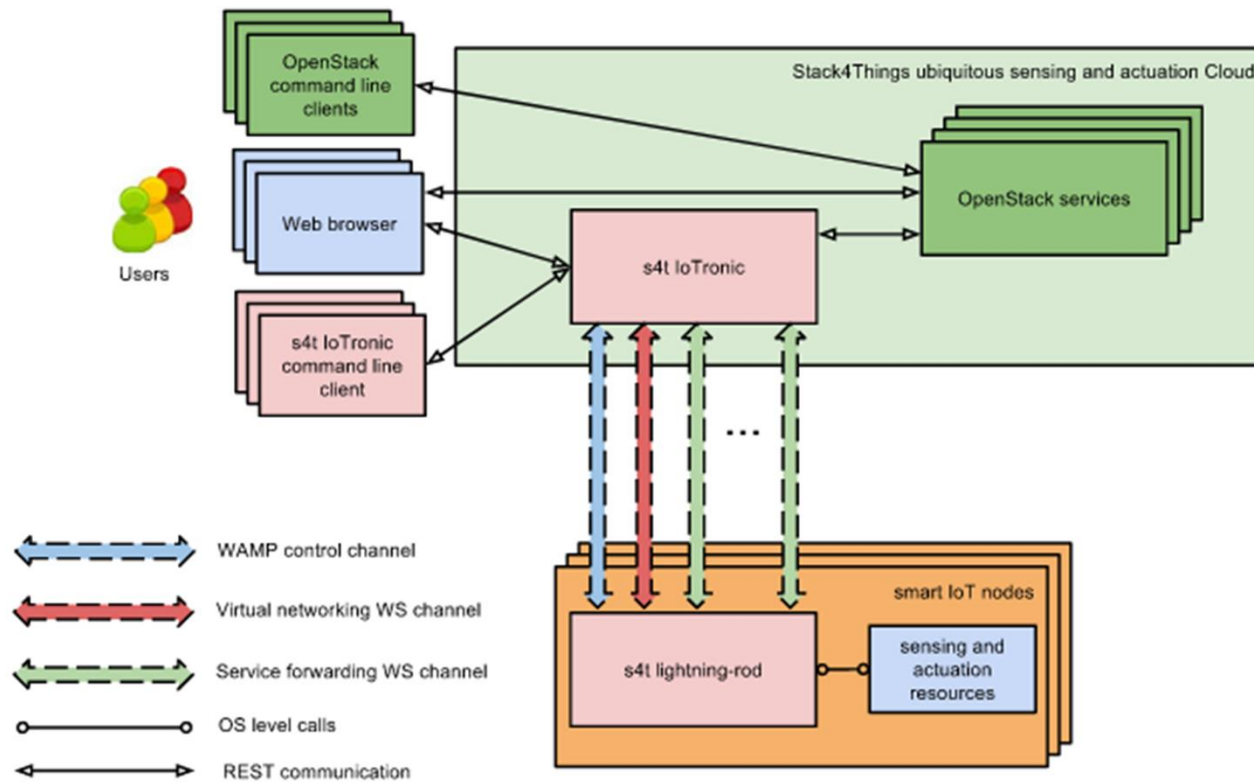 OpenStack
command line
clients
Stack4Things ubiquitous sensing and actuation Cloud
Web browser
OpenStack services
Users
s4t IoTronic
s4t IoTronic
command line
client
...
WAMP control channel
Virtual networking WS channel
Service forwarding WS channel
OS level calls
REST communication
smart IoT nodes
s4t lightning-rod
sensing and
actuation
resources